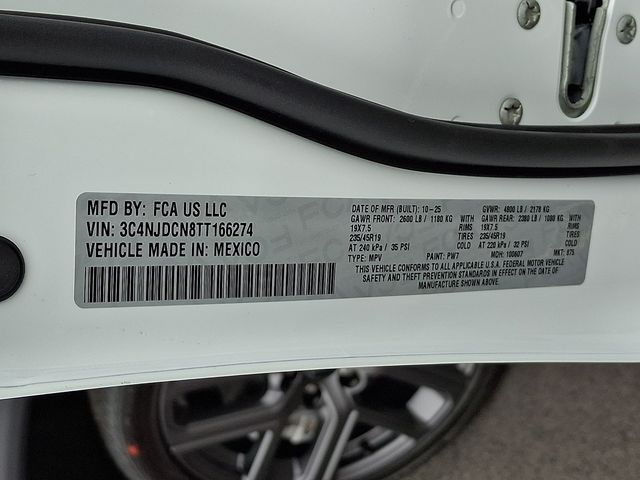 MFD BY: FCA US LLC
VIN: 3C4NJDCN8TT166274
VEHICLE MADE IN: MEXICO
DATE OF MFR (BUILT): 10-25 GVWR: 4800 LB / 2178 KG
GAWR FRONT: 2600 LB / 1180 KG WITH GAWR REAR: 2380 LB / 1080 KG WITH
19X7.5 RIMS 19X7.5 RIMS
235/45R19 TIRES 235/45R19 TIRES
AT 240 kPa / 35 PSI COLD AT 220 kPa / 32 PSI COLD
TYPE: MPV PAINT: PW7 MDH: 100607 MKT: 875
THIS VEHICLE CONFORMS TO ALL APPLICABLE U.S.A. FEDERAL MOTOR VEHICLE
SAFETY AND THEFT PREVENTION STANDARDS IN EFFECT ON THE DATE OF
MANUFACTURE SHOWN ABOVE.